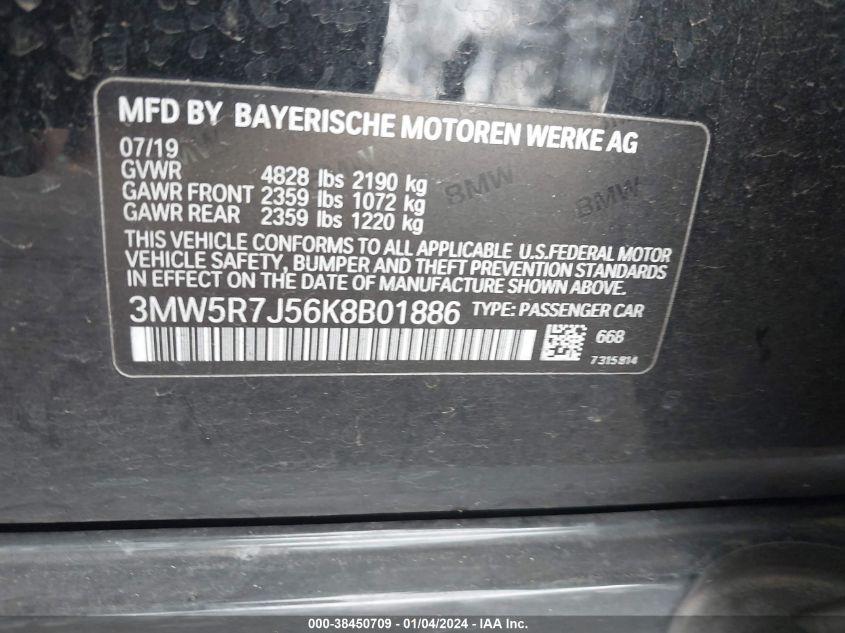 MFD BY BAYERISCHE MOTOREN WERKE AG
07/19
GVWR 4828 lbs 2190 kg
GAWR FRONT 2359 lbs 1072 kg
GAWR REAR 2359 lbs 1220 kg
THIS VEHICLE CONFORMS TO ALL APPLICABLE U.S.FEDERAL MOTOR
VEHICLE SAFETY, BUMPER AND THEFT PREVENTION STANDARDS
IN EFFECT ON DATE OF MANUFACTURE SHOWN ABOVE.
3MW5R7J56K8B01886 TYPE: PASSENGER CAR
668
7315814
BMW
BMW
BMW
000-38450709 - 01/04/2024 - IAA Inc.